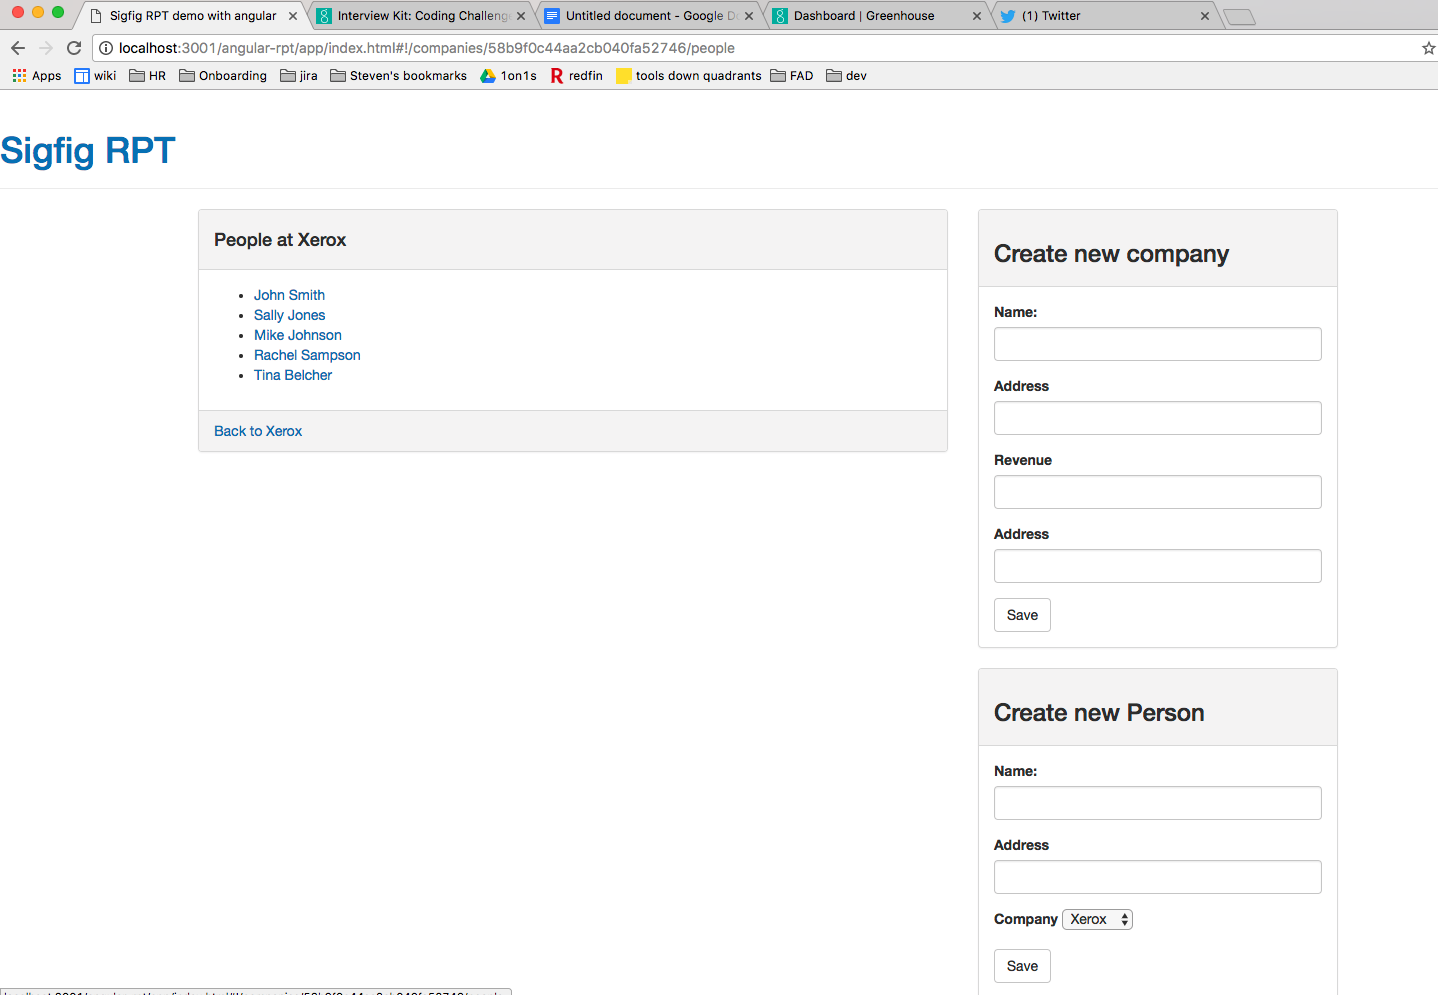 Sigfig RPT demo with angular
Interview Kit: Coding Challeng
Untitled document - Google D
Dashboard | Greenhouse
(1) Twitter
localhost:3001/angular-rpt/app/index.html#!/companies/58b9f0c44aa2cb040fa52746/people
Apps wiki HR Onboarding jira Steven's bookmarks 1on1s redfin tools down quadrants FAD dev
Sigfig RPT
People at Xerox
John Smith
Sally Jones
Mike Johnson
Rachel Sampson
Tina Belcher
Back to Xerox
Create new company
Name:
Address
Revenue
Address
Save
Create new Person
Name:
Address
Company Xerox
Save